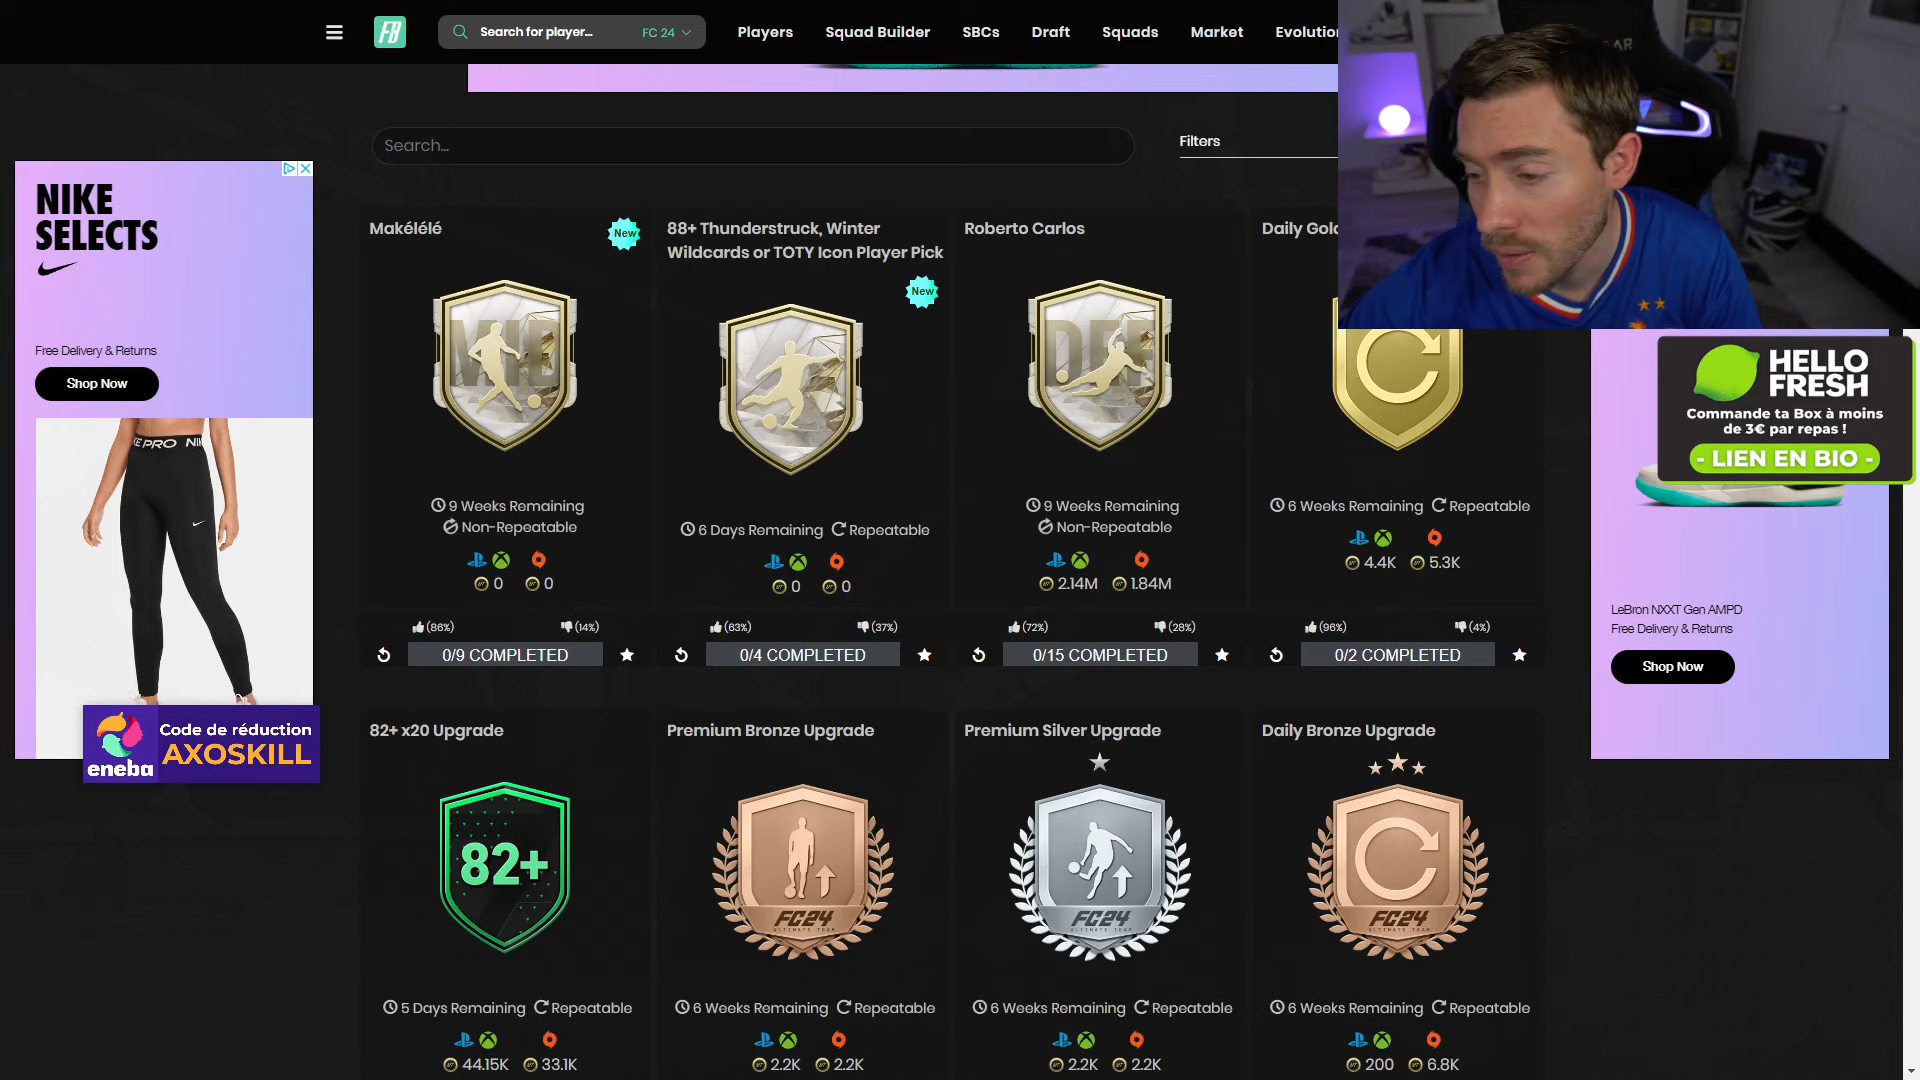 Search for player...
FC 24
Players
Squad Builder
SBCs
Draft
Squads
Market
Search...
Filters
NIKE
SELECTS
Free Delivery & Returns
Shop Now
Makélélé
New
88+ Thunderstruck, Winter
Wildcards or TOTY Icon Player Pick
New
Roberto Carlos
MID
9 Weeks Remaining
Non-Repeatable
0
0
6 Days Remaining
Repeatable
0
0
9 Weeks Remaining
Non-Repeatable
2.14M
1.84M
6 Weeks Remaining
Repeatable
4.4K
5.3K
(86%)
(14%)
(63%)
(37%)
(72%)
(28%)
(96%)
(4%)
0/9 COMPLETED
0/4 COMPLETED
0/15 COMPLETED
0/2 COMPLETED
HELLO
FRESH
Commande ta Box à moins
de 3€ par repas !
- LIEN EN BIO -
LeBron NXXT Gen AMPD
Free Delivery & Returns
Shop Now
Code de réduction
AXOSKILL
eneba
82+ x20 Upgrade
Premium Bronze Upgrade
Premium Silver Upgrade
Daily Bronze Upgrade
82+
FC24
ULTIMATE TEAM
FC24
ULTIMATE TEAM
FC24
ULTIMATE TEAM
5 Days Remaining
Repeatable
6 Weeks Remaining
Repeatable
6 Weeks Remaining
Repeatable
6 Weeks Remaining
Repeatable
44.15K
33.1K
2.2K
2.2K
2.2K
2.2K
200
6.8K